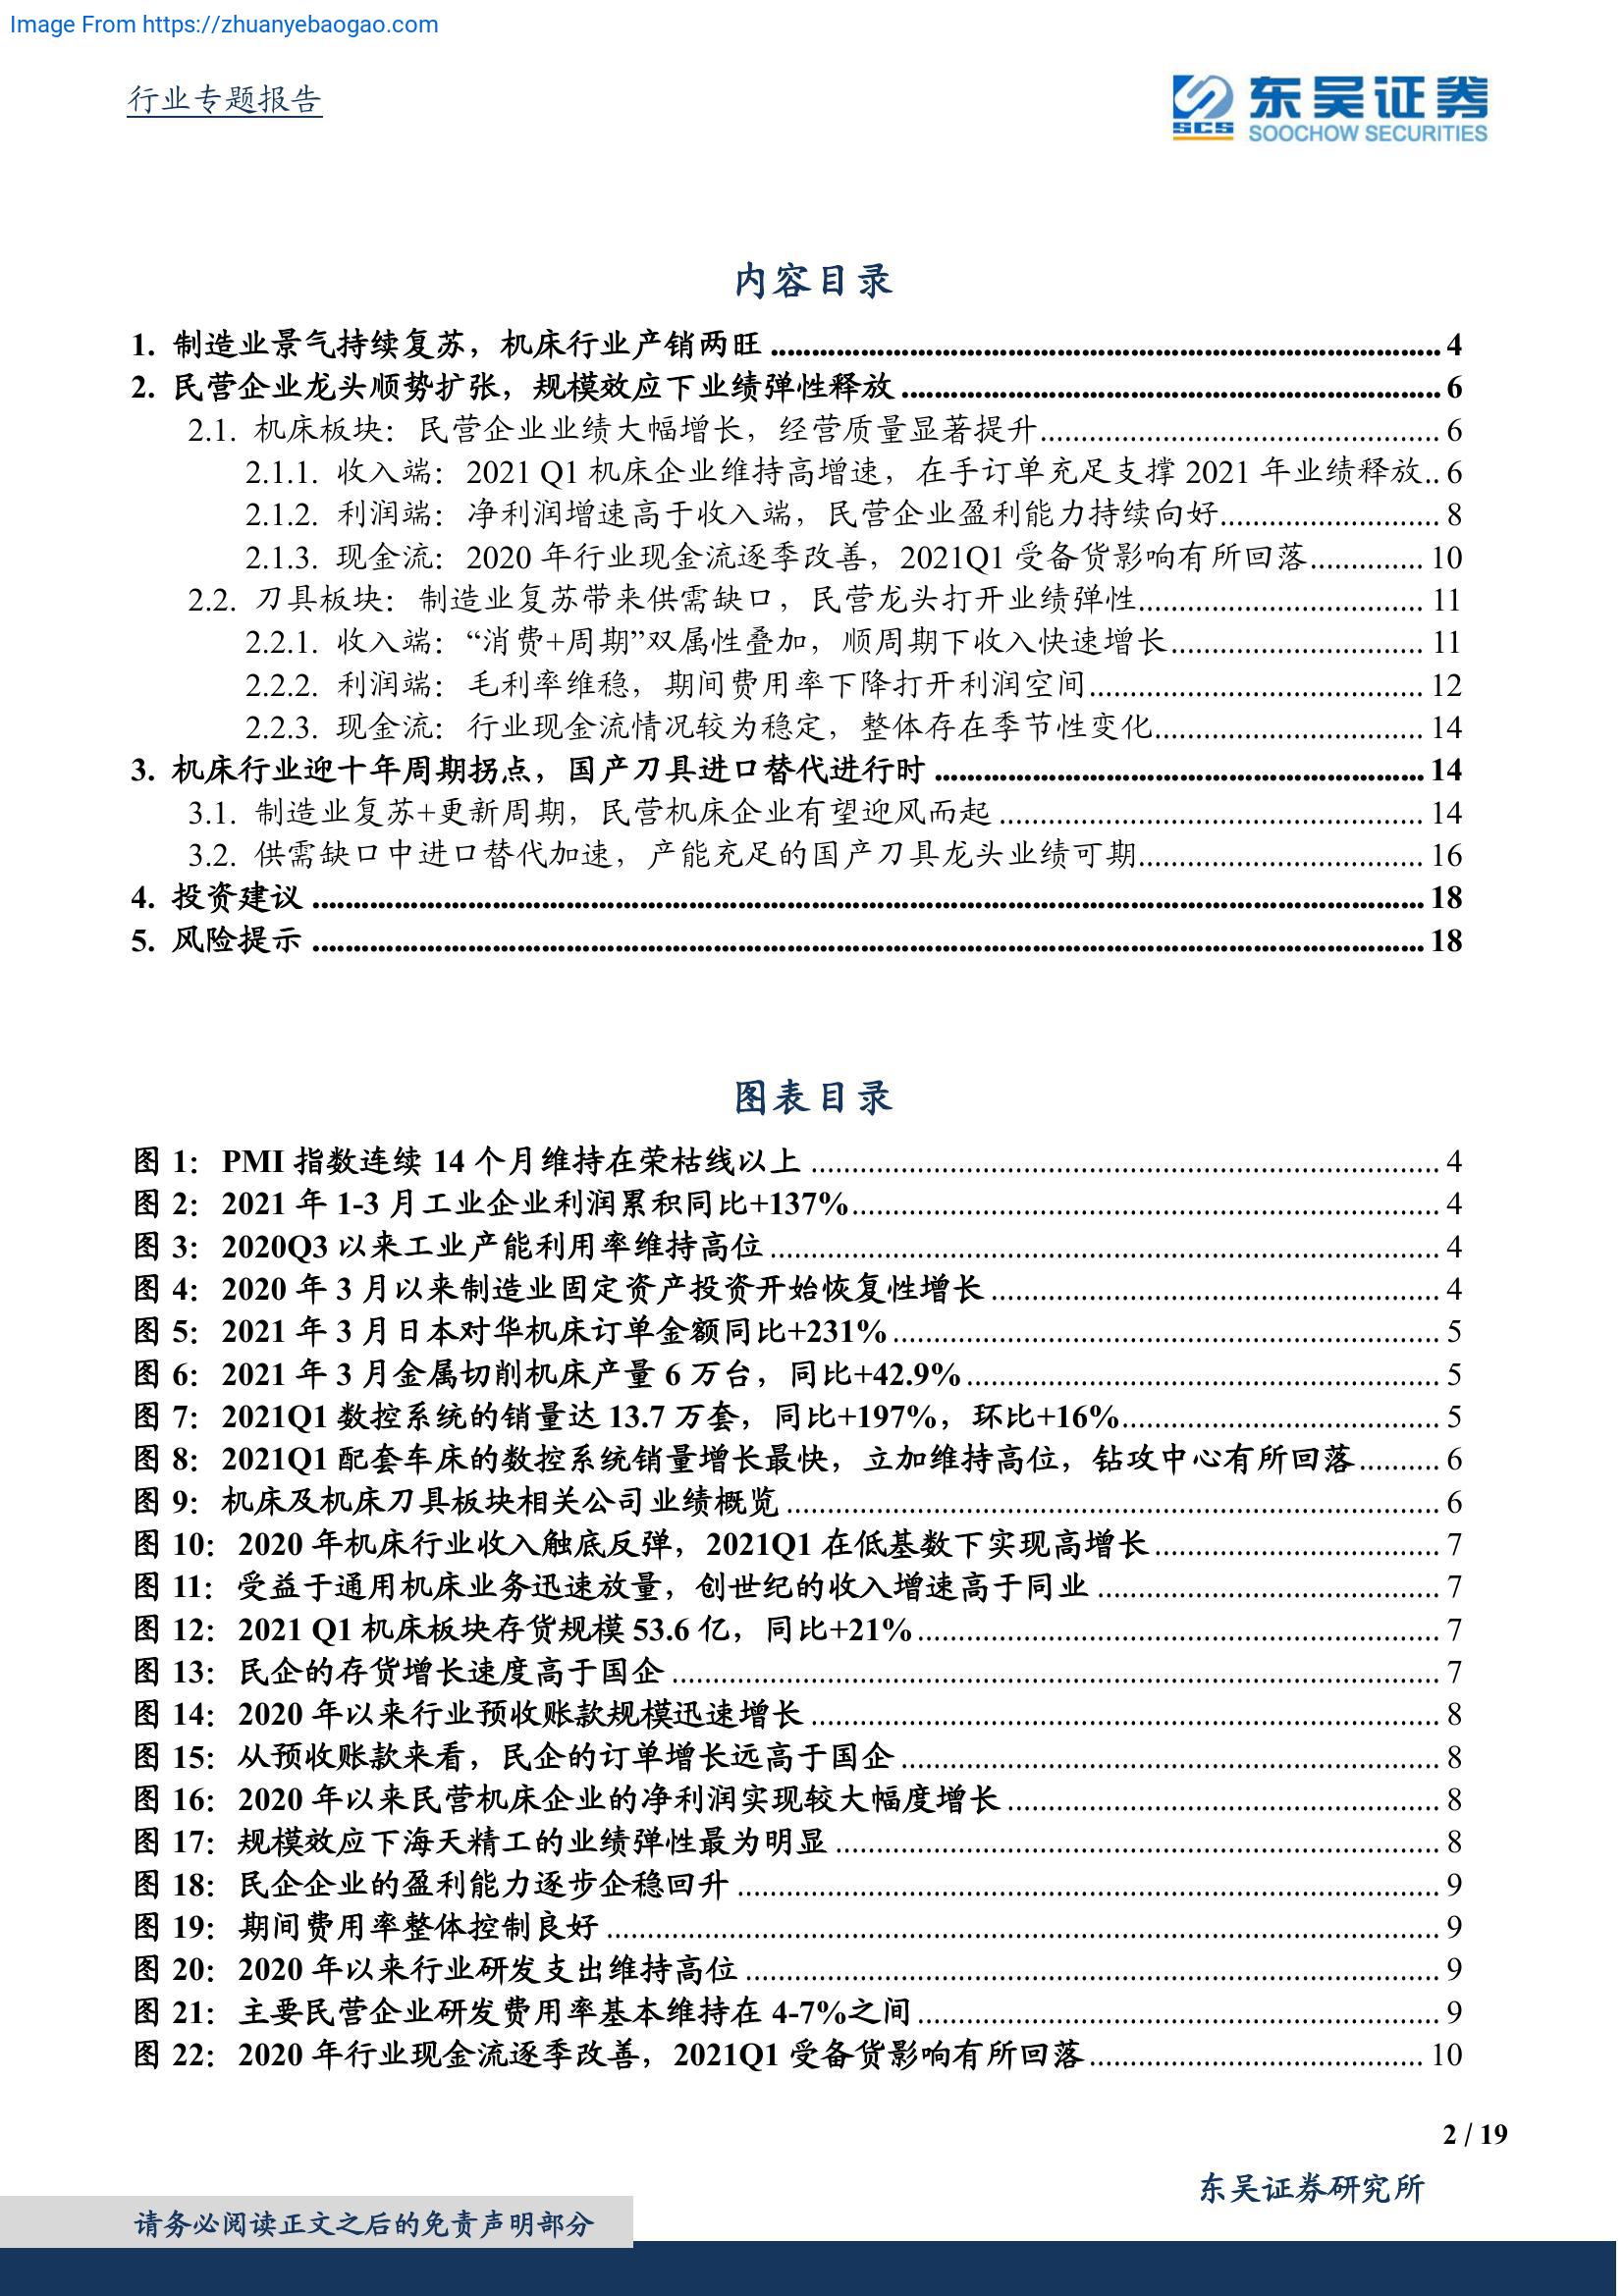 Image From https://zhuanyebaogao.com
行业专题报告
东吴证券
SCS
SOOCHOW SECURITIES
内容目录
1. 制造业景气持续复苏，机床行业产销两旺 4
2. 民营企业龙头顺势扩张，规模效应下业绩弹性释放 6
2.1. 机床板块：民营企业业绩大幅增长，经营质量显著提升 6
2.1.1. 收入端：2021 Q1 机床企业维持高增速，在手订单充足支撑 2021 年业绩释放 6
2.1.2. 利润端：净利润增速高于收入端，民营企业盈利能力持续向好 8
2.1.3. 现金流：2020 年行业现金流逐季改善，2021Q1 受备货影响有所回落 10
2.2. 刀具板块：制造业复苏带来供需缺口，民营龙头打开业绩弹性 11
2.2.1. 收入端：“消费+周期”双属性叠加，顺周期下收入快速增长 11
2.2.2. 利润端：毛利率维稳，期间费用率下降打开利润空间 12
2.2.3. 现金流：行业现金流情况较为稳定，整体存在季节性变化 14
3. 机床行业迎十年周期拐点，国产刀具进口替代进行时 14
3.1. 制造业复苏+更新周期，民营机床企业有望迎风而起 14
3.2. 供需缺口中进口替代加速，产能充足的国产刀具龙头业绩可期 16
4. 投资建议 18
5. 风险提示 18
图表目录
图 1：PMI 指数连续 14 个月维持在荣枯线以上 4
图 2：2021 年 1-3 月工业企业利润累积同比+137% 4
图 3：2020Q3 以来工业产能利用率维持高位 4
图 4：2020 年 3 月以来制造业固定资产投资开始恢复性增长 4
图 5：2021 年 3 月日本对华机床订单金额同比+231% 5
图 6：2021 年 3 月金属切削机床产量 6 万台，同比+42.9% 5
图 7：2021Q1 数控系统的销量达 13.7 万套，同比+197%，环比+16% 5
图 8：2021Q1 配套车床的数控系统销量增长最快，立加维持高位，钻攻中心有所回落 6
图 9：机床及机床刀具板块相关公司业绩概览 6
图 10：2020 年机床行业收入触底反弹，2021Q1 在低基数下实现高增长 7
图 11：受益于通用机床业务迅速放量，创世纪的收入增速高于同业 7
图 12：2021 Q1 机床板块存货规模 53.6 亿，同比+21% 7
图 13：民企的存货增长速度高于国企 7
图 14：2020 年以来行业预收账款规模迅速增长 8
图 15：从预收账款来看，民企的订单增长远高于国企 8
图 16：2020 年以来民营机床企业的净利润实现较大幅度增长 8
图 17：规模效应下海天精工的业绩弹性最为明显 8
图 18：民企企业的盈利能力逐步企稳回升 9
图 19：期间费用率整体控制良好 9
图 20：2020 年以来行业研发支出维持高位 9
图 21：主要民营企业研发费用率基本维持在 4-7%之间 9
图 22：2020 年行业现金流逐季改善，2021Q1 受备货影响有所回落 10
2 / 19
东吴证券研究所
请务必阅读正文之后的免责声明部分